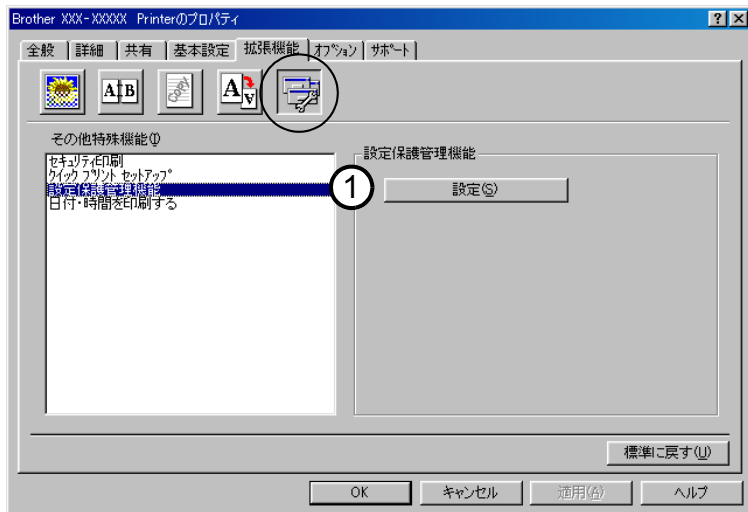 Brother XXX-XXXXX Printerのプロパティ
全般 詳細 共有 基本設定 拡張機能 オプション サポート
A B A A
その他特殊機能(I)
セキュリティ印刷
クイック プリント セットアップ
設定保護管理機能
日付・時間を印刷する
設定保護管理機能
① 設定(S)
標準に戻す(U)
OK キャンセル 適用(A) ヘルプ